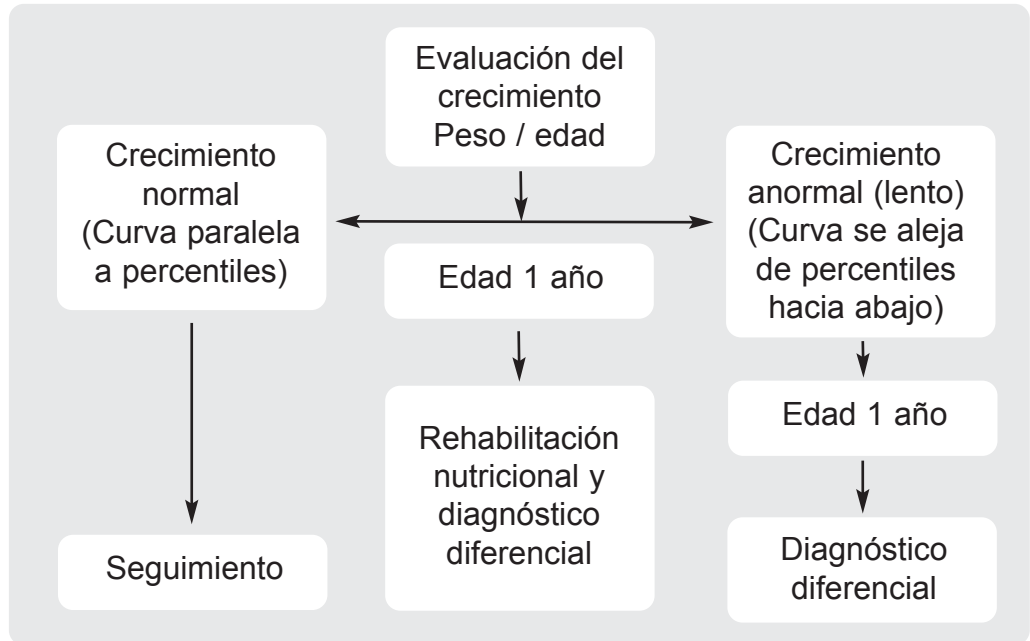 Evaluación del
crecimiento
Peso / edad
Crecimiento
normal
(Curva paralela
a percentiles)
Crecimiento
anormal (lento)
(Curva se aleja
de percentiles
hacia abajo)
Edad 1 año
Edad 1 año
Rehabilitación
nutricional y
diagnóstico
diferencial
Seguimiento
Diagnóstico
diferencial